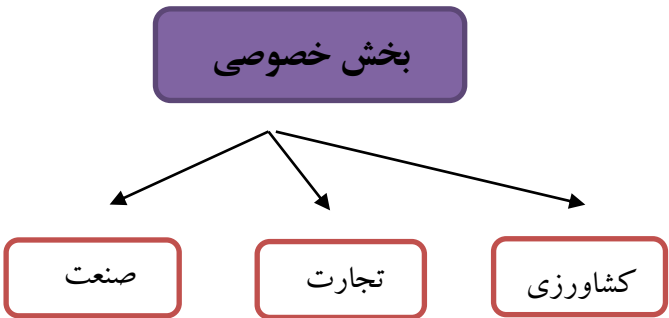 بخش خصوصی
کشاورزی
تجارت
صنعت